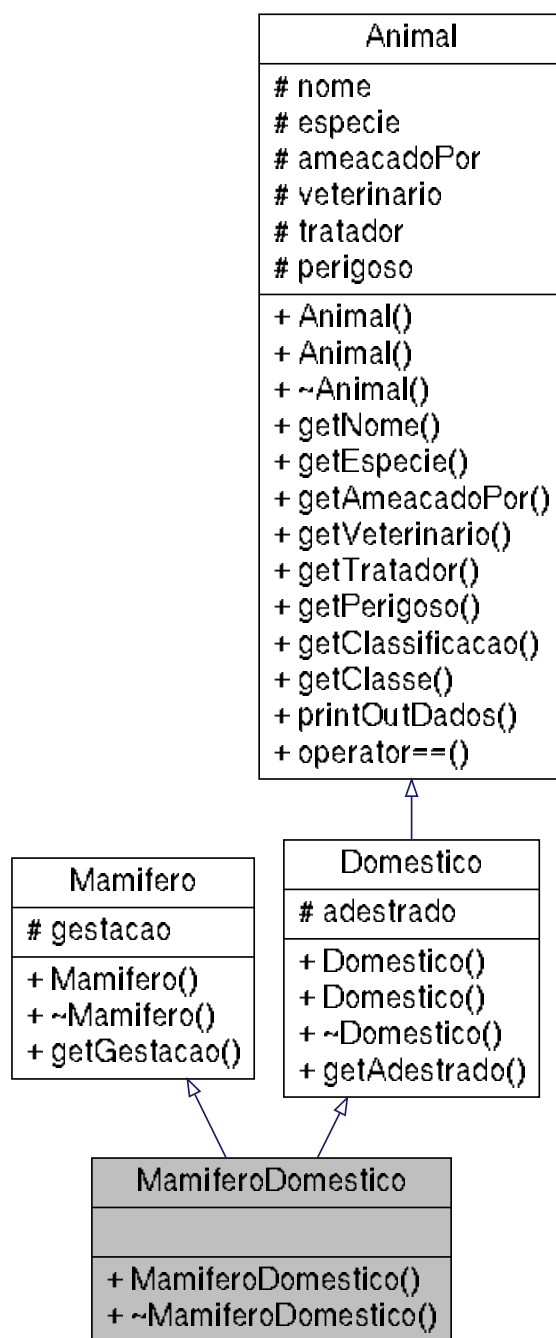 Animal
# nome
# especie
# ameacadoPor
# veterinario
# tratador
# perigoso
+ Animal()
+ Animal()
+ ~Animal()
+ getNome()
+ getEspecie()
+ getAmeacadoPor()
+ getVeterinario()
+ getTratador()
+ getPerigoso()
+ getClassificacao()
+ getClasse()
+ printOutDados()
+ operator==()
Mamifero
# gestacao
+ Mamifero()
+ ~Mamifero()
+ getGestacao()
Domestico
# adestrado
+ Domestico()
+ Domestico()
+ ~Domestico()
+ getAdestrado()
MamiferoDomestico
+ MamiferoDomestico()
+ ~MamiferoDomestico()